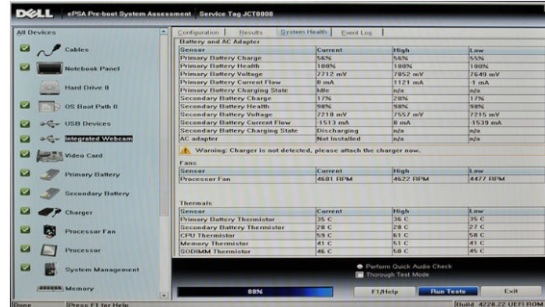 DELL ePSA Pre-boot System Assessment Service Tag JCT0000
All Devices
Cables
Notebook Panel
Hard Drive 0
OS Boot Path 0
USB Devices
Integrated Webcam
Video Card
Primary Battery
Secondary Battery
Charger
Processor Fan
Processor
System Management
Memory
Configuration Results System Health Event Log
Battery and AC Adapter
Sensor Current High Low
Primary Battery Charge 56% 56% 55%
Primary Battery Health 100% 100% 100%
Primary Battery Voltage 7712 mV 7852 mV 7649 mV
Primary Battery Current Flow 0 mA 1121 mA -1 mA
Primary Battery Charging State Idle n/a n/a
Secondary Battery Charge 17% 20% 17%
Secondary Battery Health 98% 98% 98%
Secondary Battery Voltage 7218 mV 7557 mV 7215 mV
Secondary Battery Current Flow -1513 mA 0 mA -1539 mA
Secondary Battery Charging State Discharging n/a n/a
AC adapter Not Installed n/a n/a
Warning: Charger is not detected, please attach the charger now.
Fans
Sensor Current High Low
Processor Fan 4601 RPM 4622 RPM 4477 RPM
Thermals
Sensor Current High Low
Primary Battery Thermistor 35 C 36 C 35 C
Secondary Battery Thermistor 28 C 28 C 27 C
CPU Thermistor 59 C 61 C 58 C
Memory Thermistor 41 C 51 C 41 C
SODIMM Thermistor 46 C 50 C 45 C
Perform Quick Audio Check
Thorough Test Mode
88% F1/Help Run Tests Exit
Done Press F1 for Help Build 4220.22 UEFI ROM